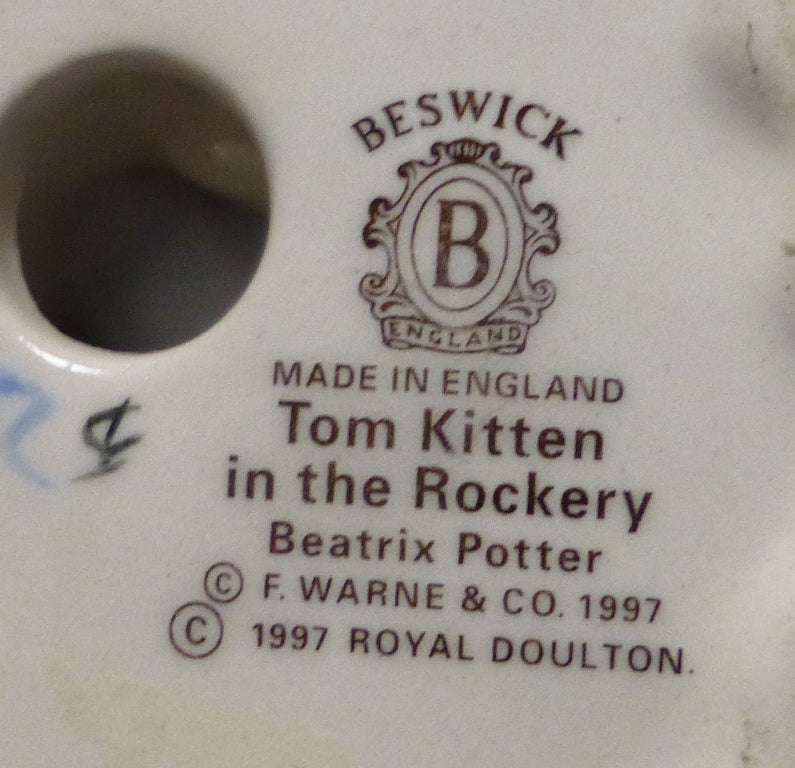 BESWICK
B
ENGLAND
MADE IN ENGLAND
Tom Kitten
in the Rockery
Beatrix Potter
© F. WARNE & CO. 1997
© 1997 ROYAL DOULTON.